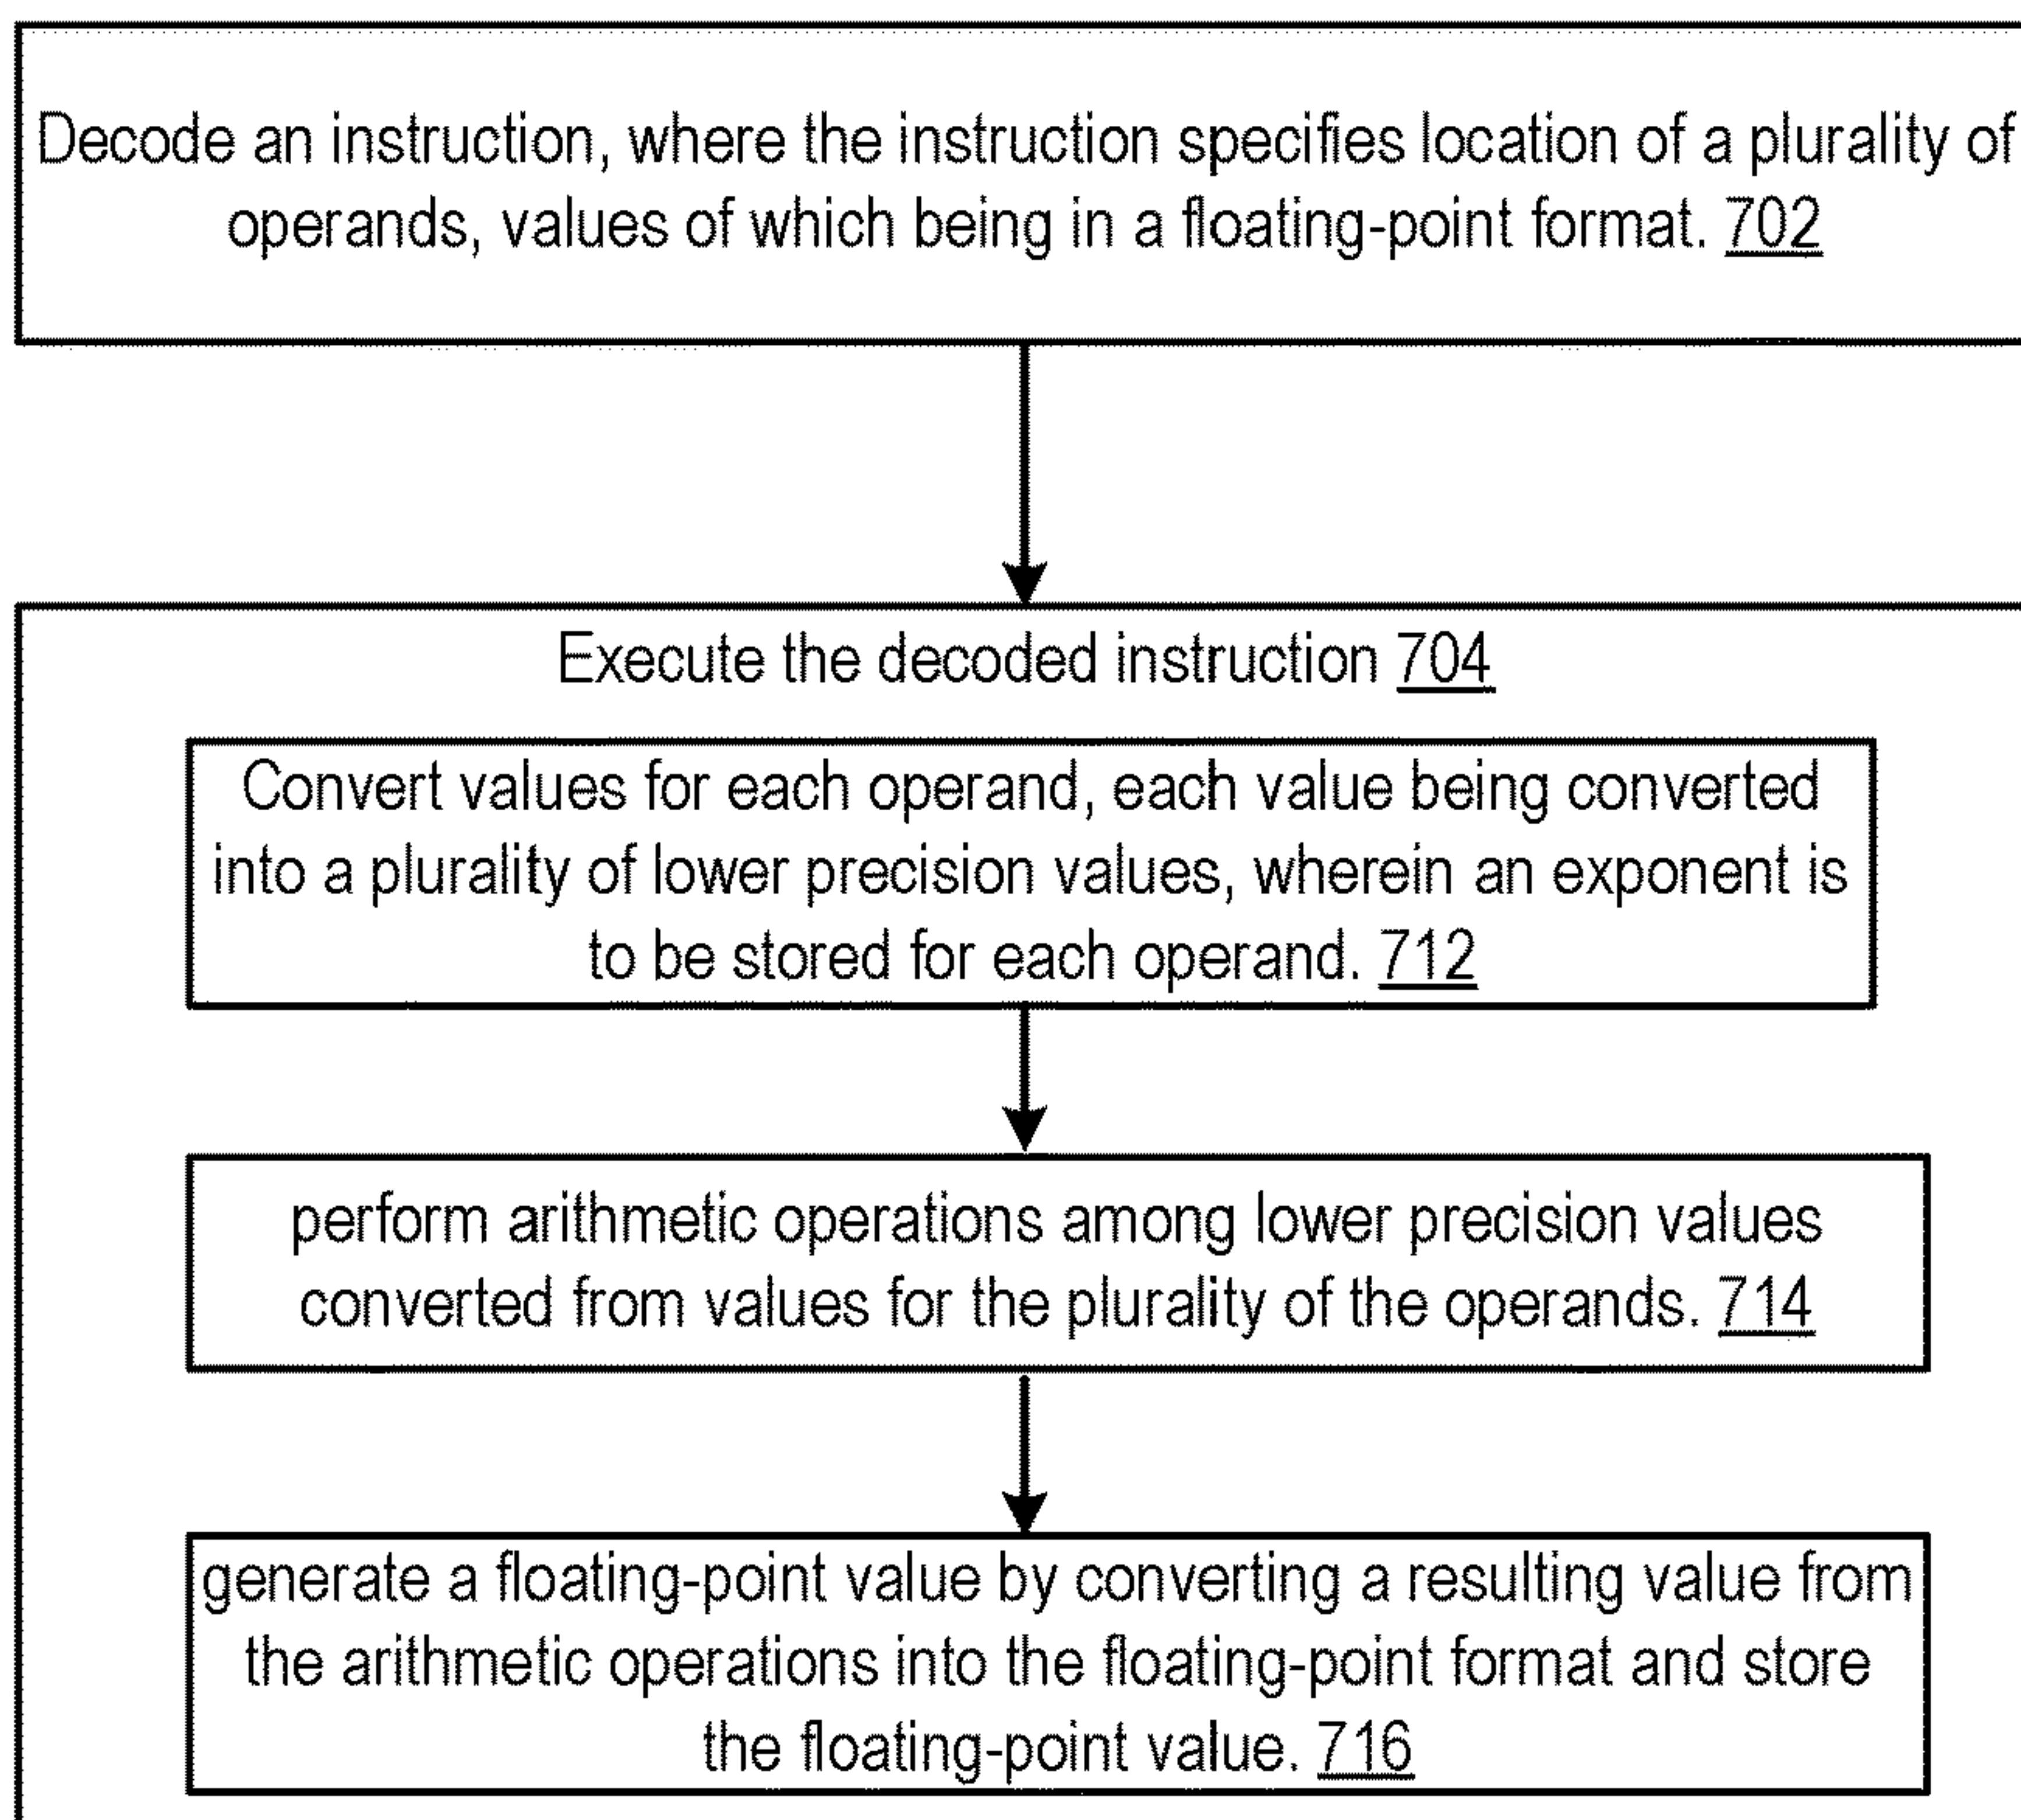 Decode an instruction, where the instruction specifies location of a plurality of
operands, values of which being in a floating-point format. 702
Execute the decoded instruction 704
Convert values for each operand, each value being converted
into a plurality of lower precision values, wherein an exponent is
to be stored for each operand. 712
perform arithmetic operations among lower precision values
converted from values for the plurality of the operands. 714
generate a floating-point value by converting a resulting value from
the arithmetic operations into the floating-point format and store
the floating-point value. 716